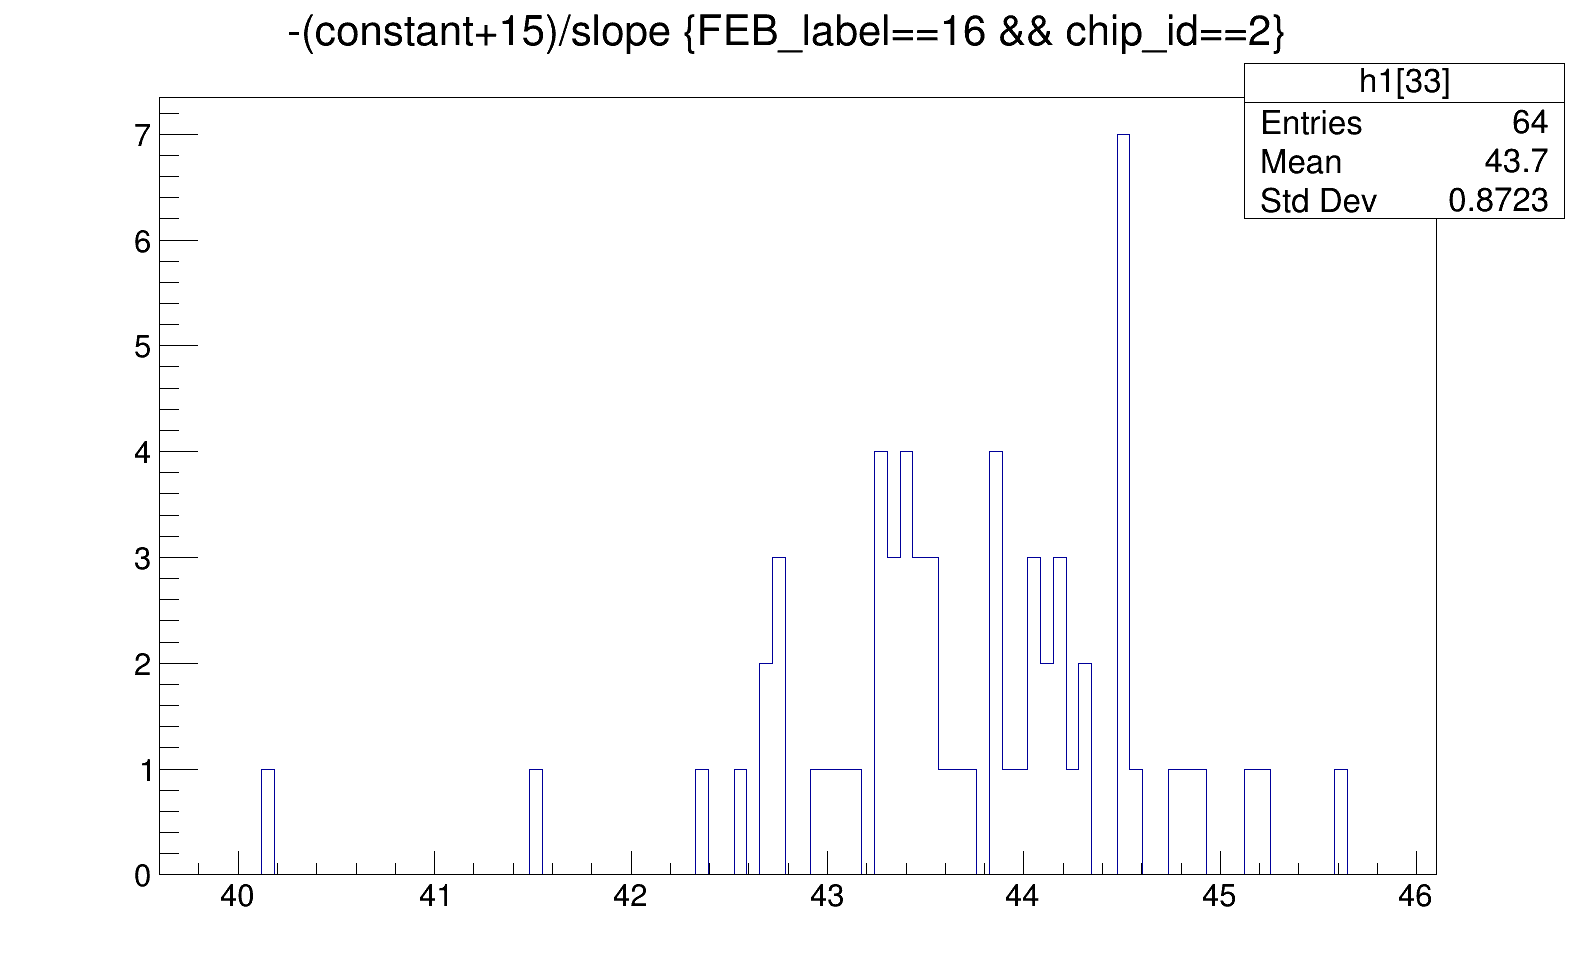 -(constant+15)/slope {FEB_label==16 && chip_id==2}
h1[33]
Entries 64
Mean 43.7
Std Dev 0.8723
7
6
5
4
3
2
1
0
40 41 42 43 44 45 46